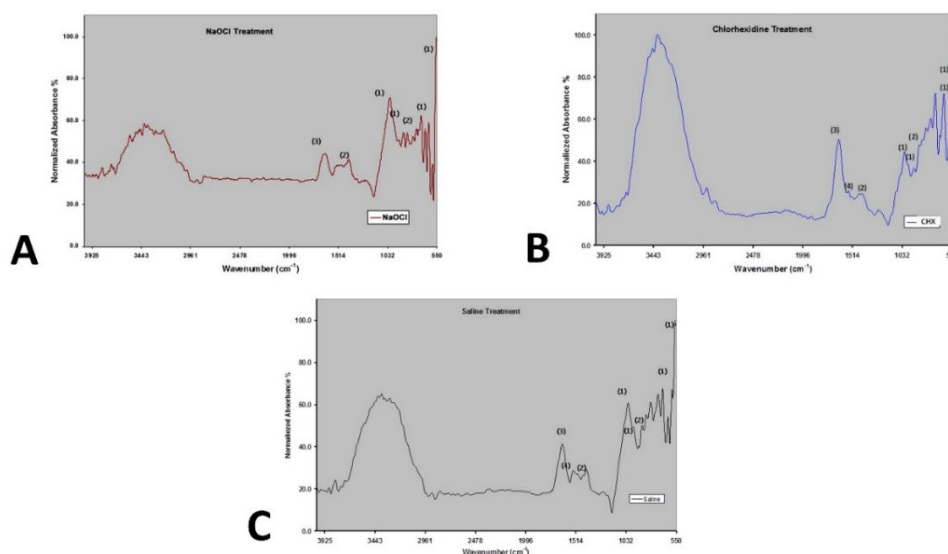 NaOCl Treatment
100.0
80.0
60.0
40.0
20.0
0.0
Normalized Absorbance %
(1)
(1)
(1)
(2)
(1)
(3)
(2)
NaOCl
3925 3443 2961 2478 1996 1514 1032 550
Wavenumber (cm-1)
A
Chlorhexidine Treatment
100.0
80.0
60.0
40.0
20.0
0.0
Normaliezed Absorbance %
(1)
(1)
(2)
(1)
(1)
(3)
(4)
(2)
CHX
3925 3443 2961 2478 1996 1514 1032
Wavenumber (cm-1)
B
Saline Treatment
100.0
80.0
60.0
40.0
20.0
0.0
Normaliezed Absorbance %
(1)
(1)
(1)
(1)
(2)
(3)
(4)
(2)
Saline
3925 3443 2961 2478 1996 1514 1032 550
Wavenumber (cm-1)
C